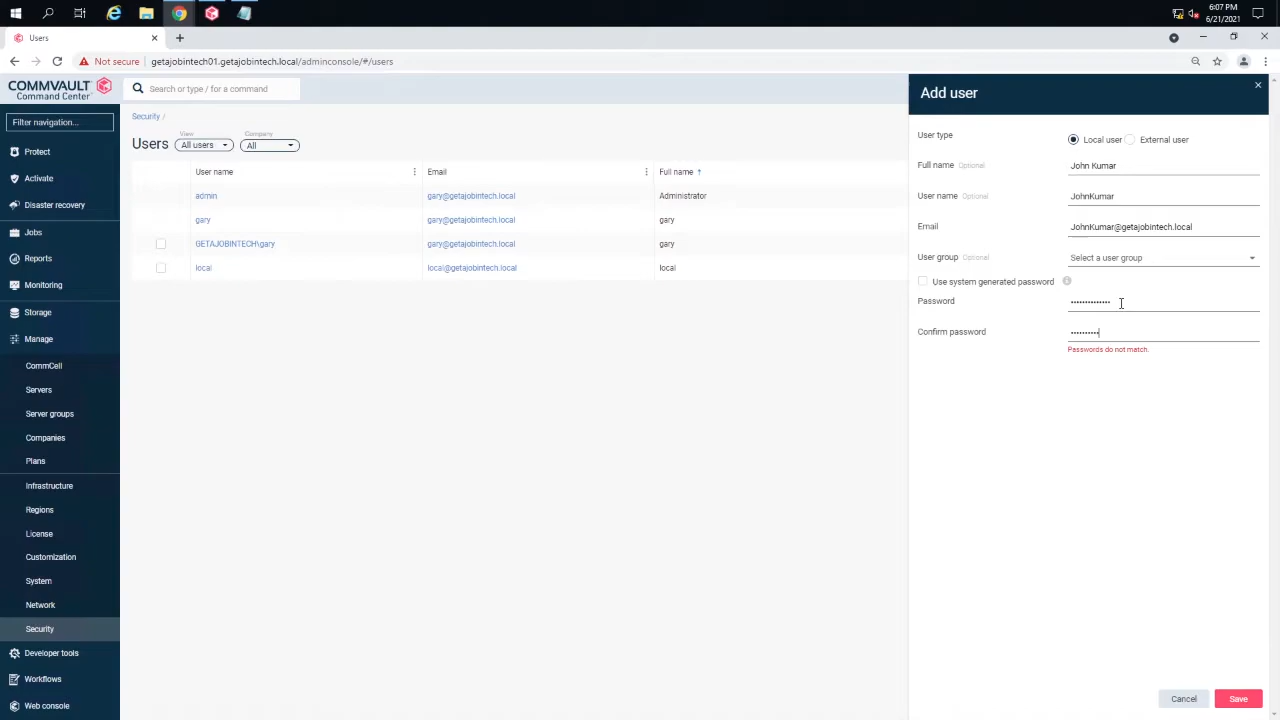 6:07 PM
6/21/2021
Users
Not secure getajobintech01.getajobintech.local/adminconsole/#/users
COMMVAULT
Command Center
Search or type / for a command
Filter navigation...
Protect
Activate
Disaster recovery
Jobs
Reports
Monitoring
Storage
Manage
CommCell
Servers
Server groups
Companies
Plans
Infrastructure
Regions
License
Customization
System
Network
Security
Developer tools
Workflows
Web console
Security /
Users
View
All users
Company
All
User name Email Full name
admin gary@getajobintech.local Administrator
gary gary@getajobintech.local gary
GETAJOBINTECH\gary gary@getajobintech.local gary
local local@getajobintech.local local
Add user
User type Local user External user
Full name Optional John Kumar
User name Optional JohnKumar
Email JohnKumar@getajobintech.local
User group Optional Select a user group
Use system generated password
Password ••••••••••••••
Confirm password ••••••••••
Passwords do not match.
Cancel Save